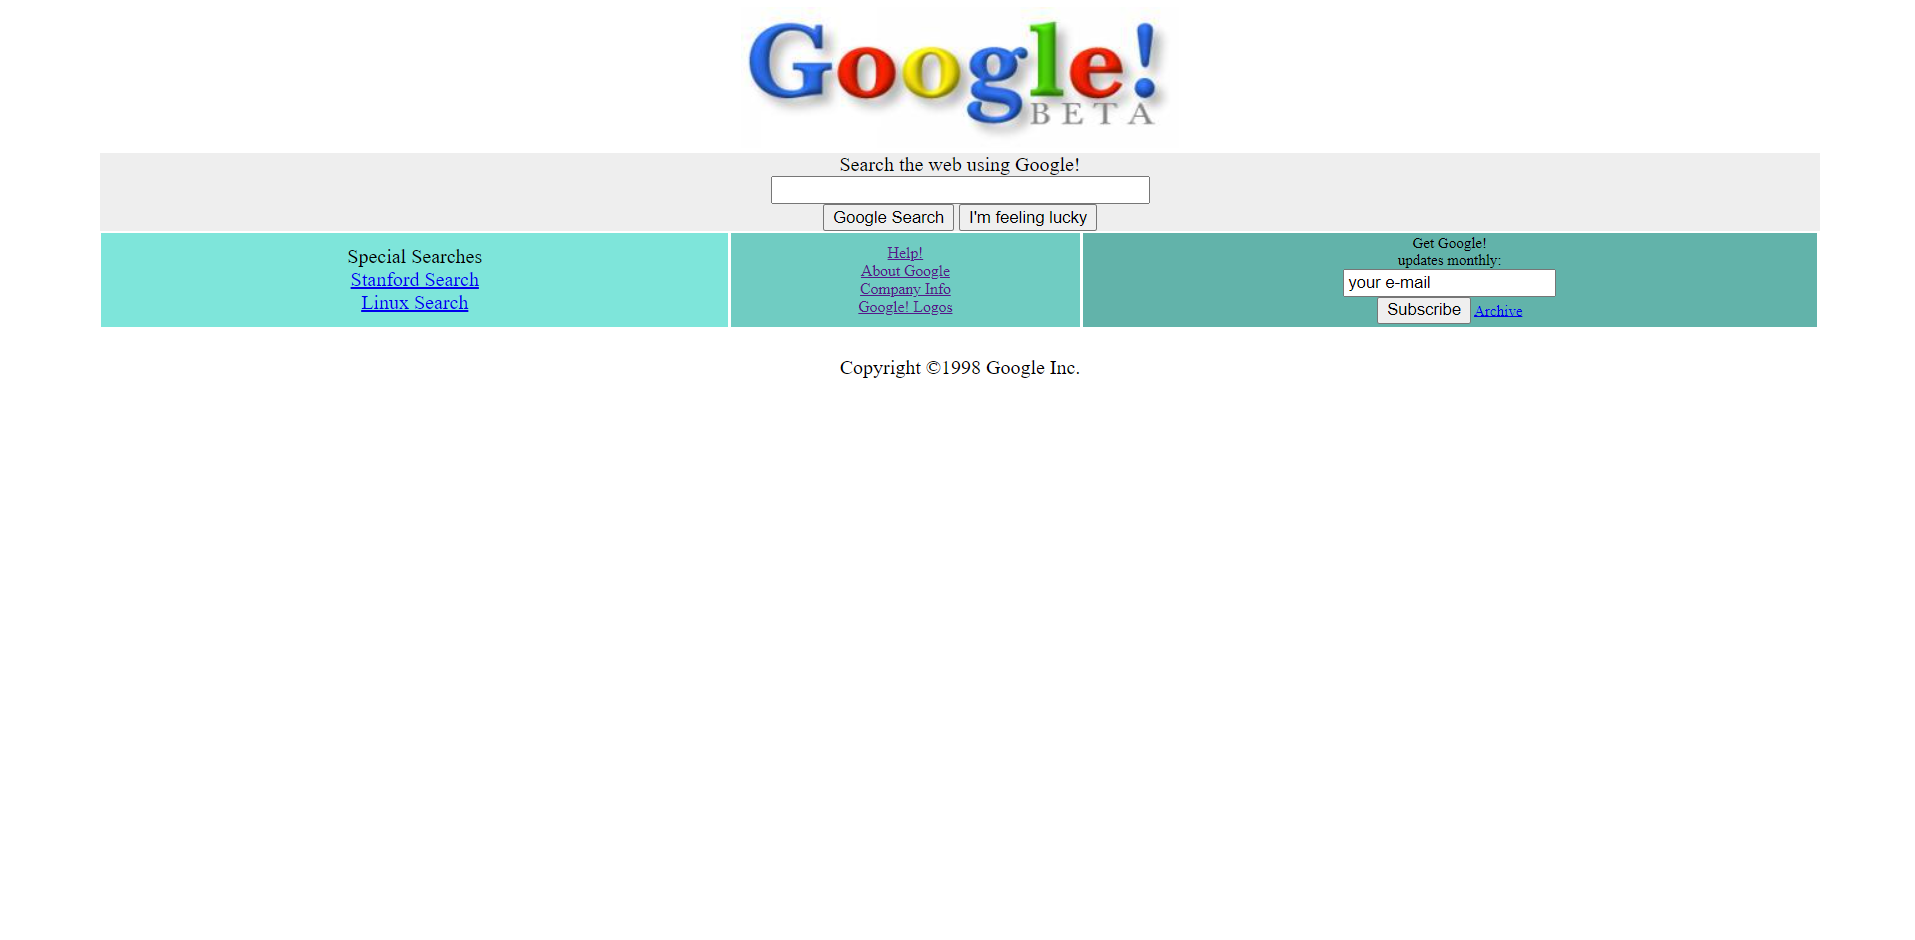 Google!
BETA
Search the web using Google!
Google Search I'm feeling lucky
Special Searches
Stanford Search
Linux Search
Help!
About Google
Company Info
Google! Logos
Get Google!
updates monthly:
your e-mail
Subscribe Archive
Copyright ©1998 Google Inc.